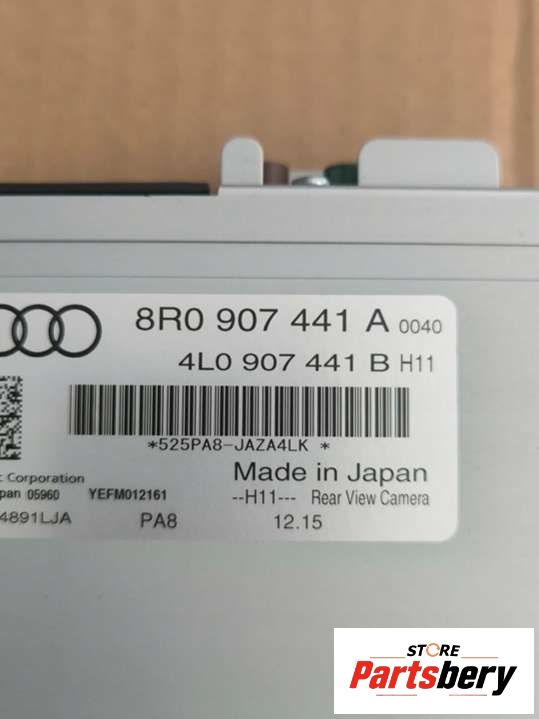 8R0 907 441 A 0040
4L0 907 441 B H11
*525PA8-JAZA4LK *
Made in Japan
Corporation
05960 YEFM012161
--H11--- Rear View Camera
4891LJA PA8 12.15
STORE
Partsbery